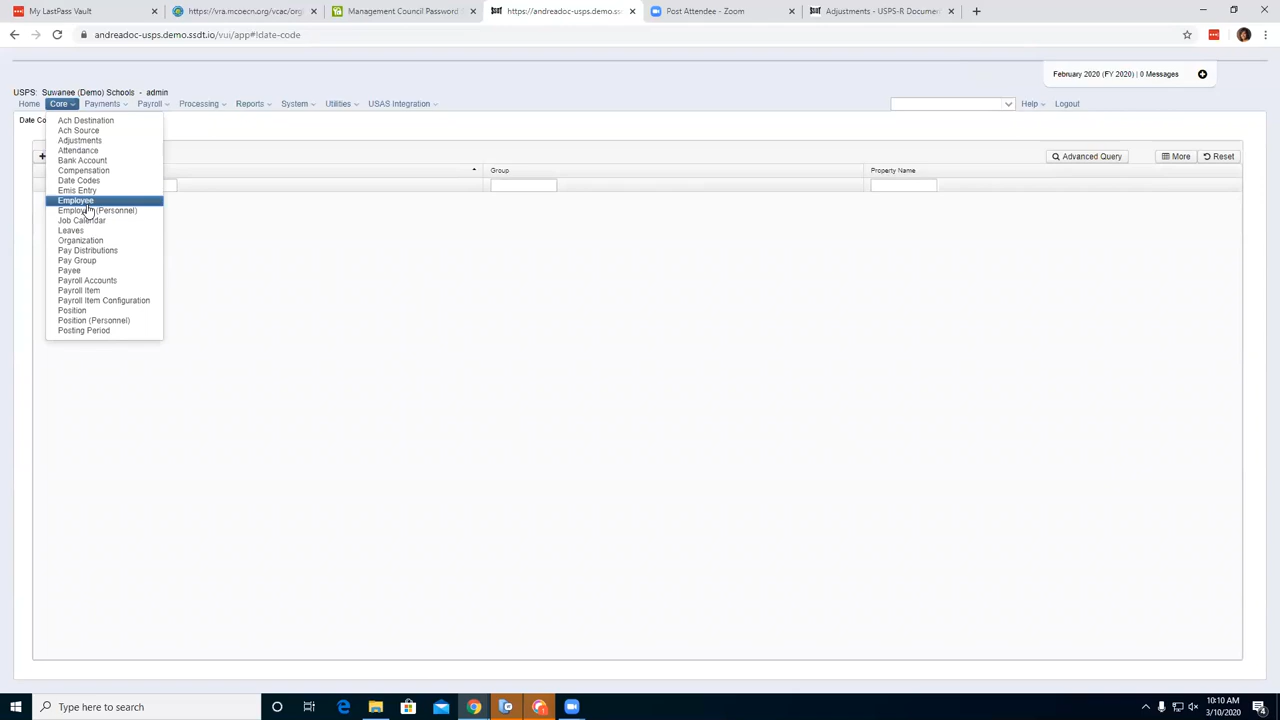 My LastPass Vault
https://vra.mcoecn.org/vcac/org
Management Council Password
https://andreadoc-usps.demo.ssdt
Post Attendee - Zoom
Adjustments - USPS-R Documen
andreadoc-usps.demo.ssdt.io/vui/app#!date-code
February 2020 (FY 2020) | 0 Messages
USPS: Suwanee (Demo) Schools - admin
Home Core Payments Payroll Processing Reports System Utilities USAS Integration Help Logout
Date Co
Ach Destination
Ach Source
Adjustments
Attendance
Bank Account
Compensation
Date Codes
Emis Entry
Employee
(Personnel)
Job Calendar
Leaves
Organization
Pay Distributions
Pay Group
Payee
Payroll Accounts
Payroll Item
Payroll Item Configuration
Position
Position (Personnel)
Posting Period
Advanced Query More Reset
Group Property Name
Type here to search
10:10 AM
3/10/2020
4